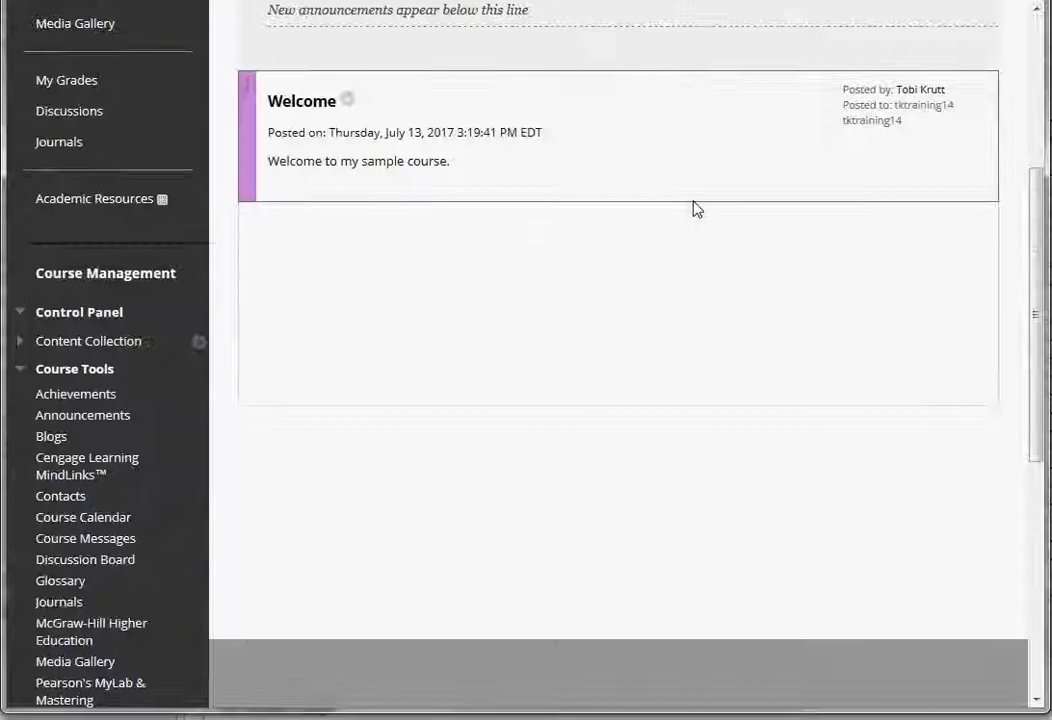 Media Gallery
My Grades
Discussions
Journals
Academic Resources
Course Management
Control Panel
Content Collection
Course Tools
Achievements
Announcements
Blogs
Cengage Learning
MindLinks™
Contacts
Course Calendar
Course Messages
Discussion Board
Glossary
Journals
McGraw-Hill Higher
Education
Media Gallery
Pearson's MyLab &
Mastering
New announcements appear below this line
Welcome
Posted on: Thursday, July 13, 2017 3:19:41 PM EDT
Welcome to my sample course.
Posted by: Tobi Krutt
Posted to: tktraining14
tktraining14